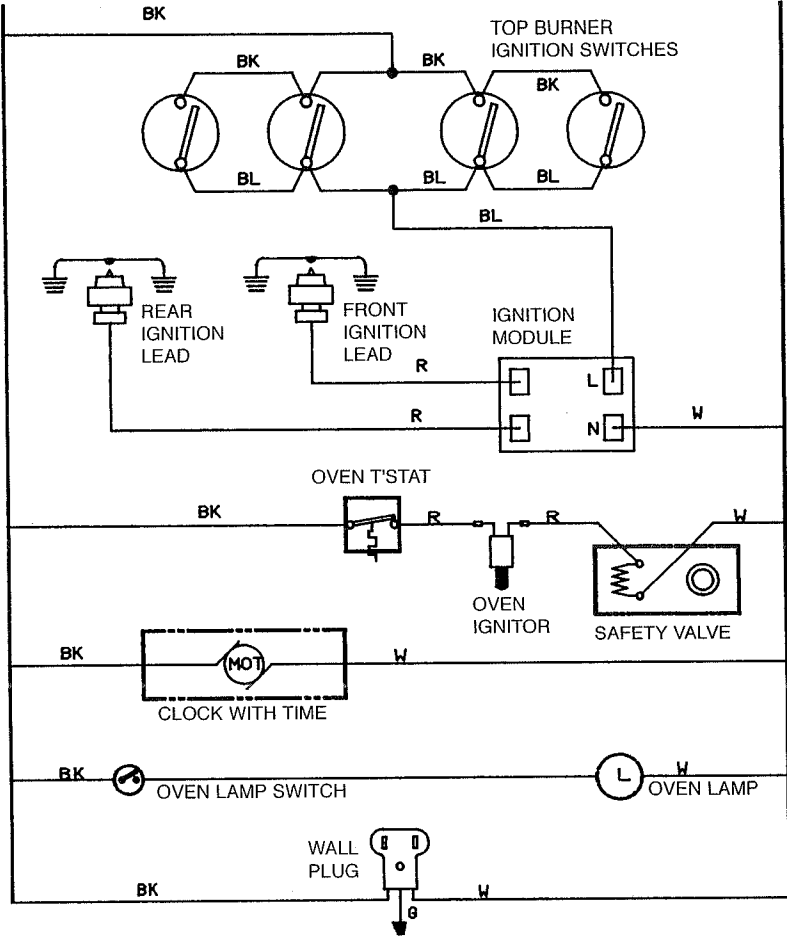 BK
TOP BURNER
IGNITION SWITCHES
BK
BK
BK
BL
BL
BL
BL
REAR
IGNITION
LEAD
FRONT
IGNITION
LEAD
IGNITION
MODULE
R
L
R
N
W
OVEN T'STAT
BK
R
R
W
OVEN
IGNITOR
SAFETY VALVE
BK
MOT
W
CLOCK WITH TIME
BK
OVEN LAMP SWITCH
L
W
OVEN LAMP
WALL
PLUG
BK
W
G